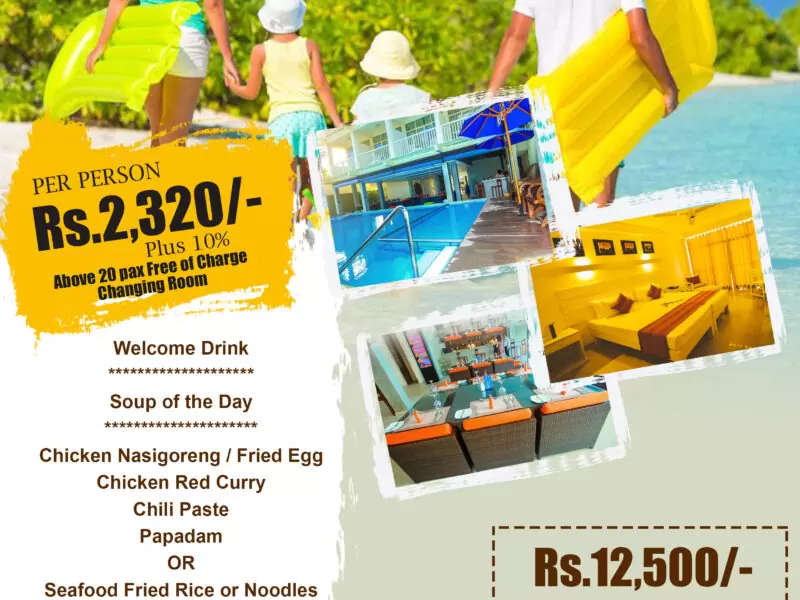 PER PERSON
Rs.2,320/-
Plus 10%
Above 20 pax Free of Charge
Changing Room
Welcome Drink
********************
Soup of the Day
*********************
Chicken Nasigoreng / Fried Egg
Chicken Red Curry
Chili Paste
Papadam
OR
Seafood Fried Rice or Noodles
Rs.12,500/-